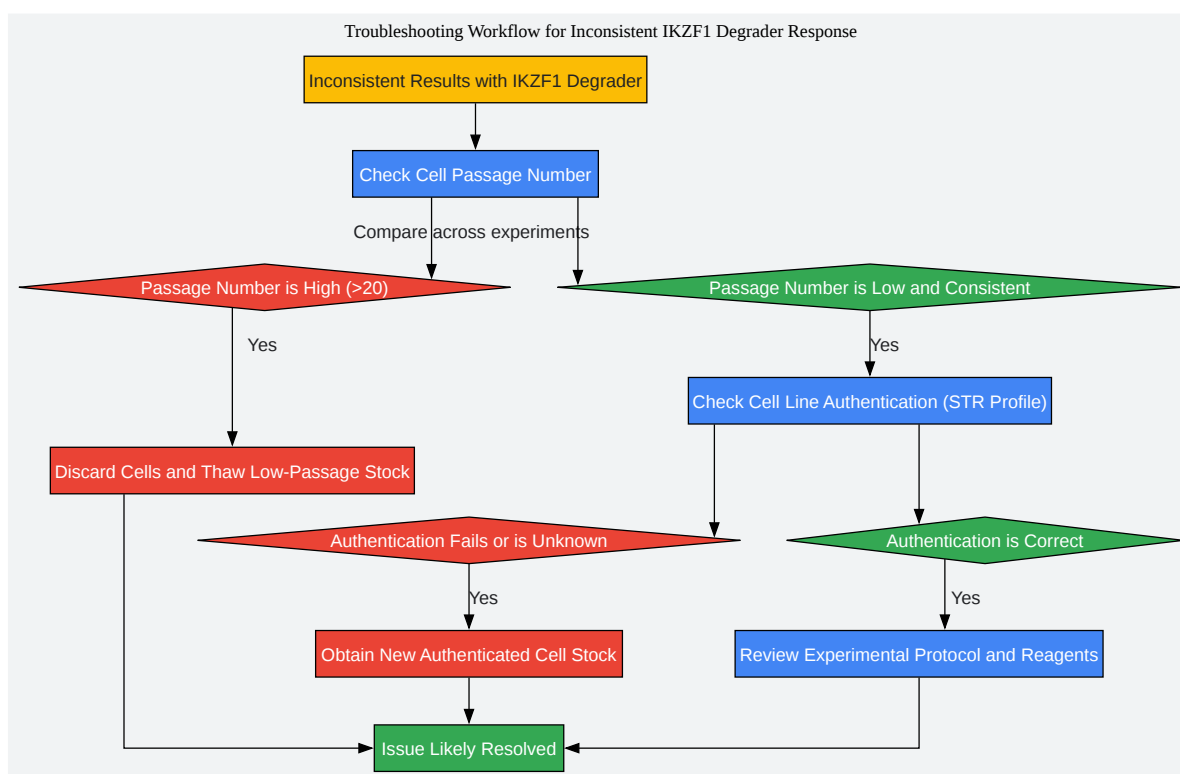 Troubleshooting Workflow for Inconsistent IKZF1 Degrader Response
Inconsistent Results with IKZF1 Degrader
Check Cell Passage Number
Compare across experiments
Passage Number is High (>20)
Passage Number is Low and Consistent
Yes
Yes
Check Cell Line Authentication (STR Profile)
Discard Cells and Thaw Low-Passage Stock
Authentication Fails or is Unknown
Authentication is Correct
Yes
Yes
Obtain New Authenticated Cell Stock
Review Experimental Protocol and Reagents
Issue Likely Resolved